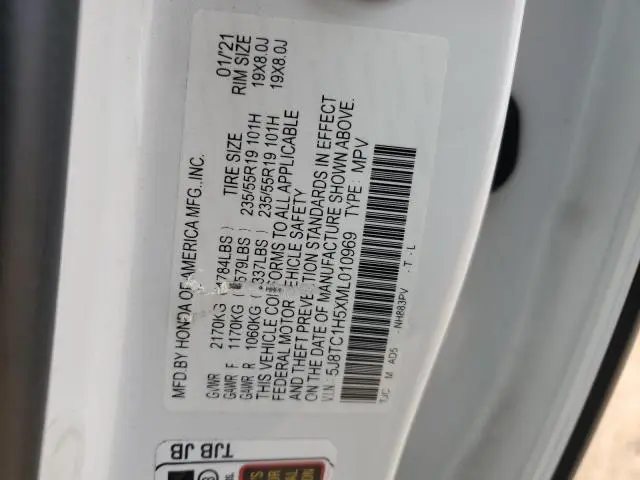 MFD.BY HONDA OF AMERICA MFG.,INC. 01/'21
TIRE SIZE RIM SIZE
GVWR 2170KG 784LBS)
GAWR F 1170KG 579LBS) 235/55R19 101H 19X8.0J
GAWR R 1060KG 337LBS) 235/55R19 101H 19X8.0J
THIS VEHICLE CONFORMS TO ALL APPLICABLE
FEDERAL MOTOR VEHICLE SAFETY
AND THEFT PREVENTION STANDARDS IN EFFECT
ON THE DATE OF MANUFACTURE SHOWN ABOVE.
V.I.N.: 5J8TC1H5XML010969 TYPE: MPV
TJC M AD5 -NH883PV -T -L
TJB JB